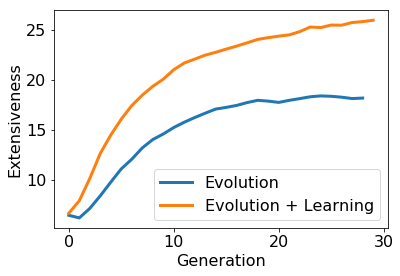 25
20
15
10
Extensiveness
Evolution
Evolution + Learning
0 10 20 30
Generation